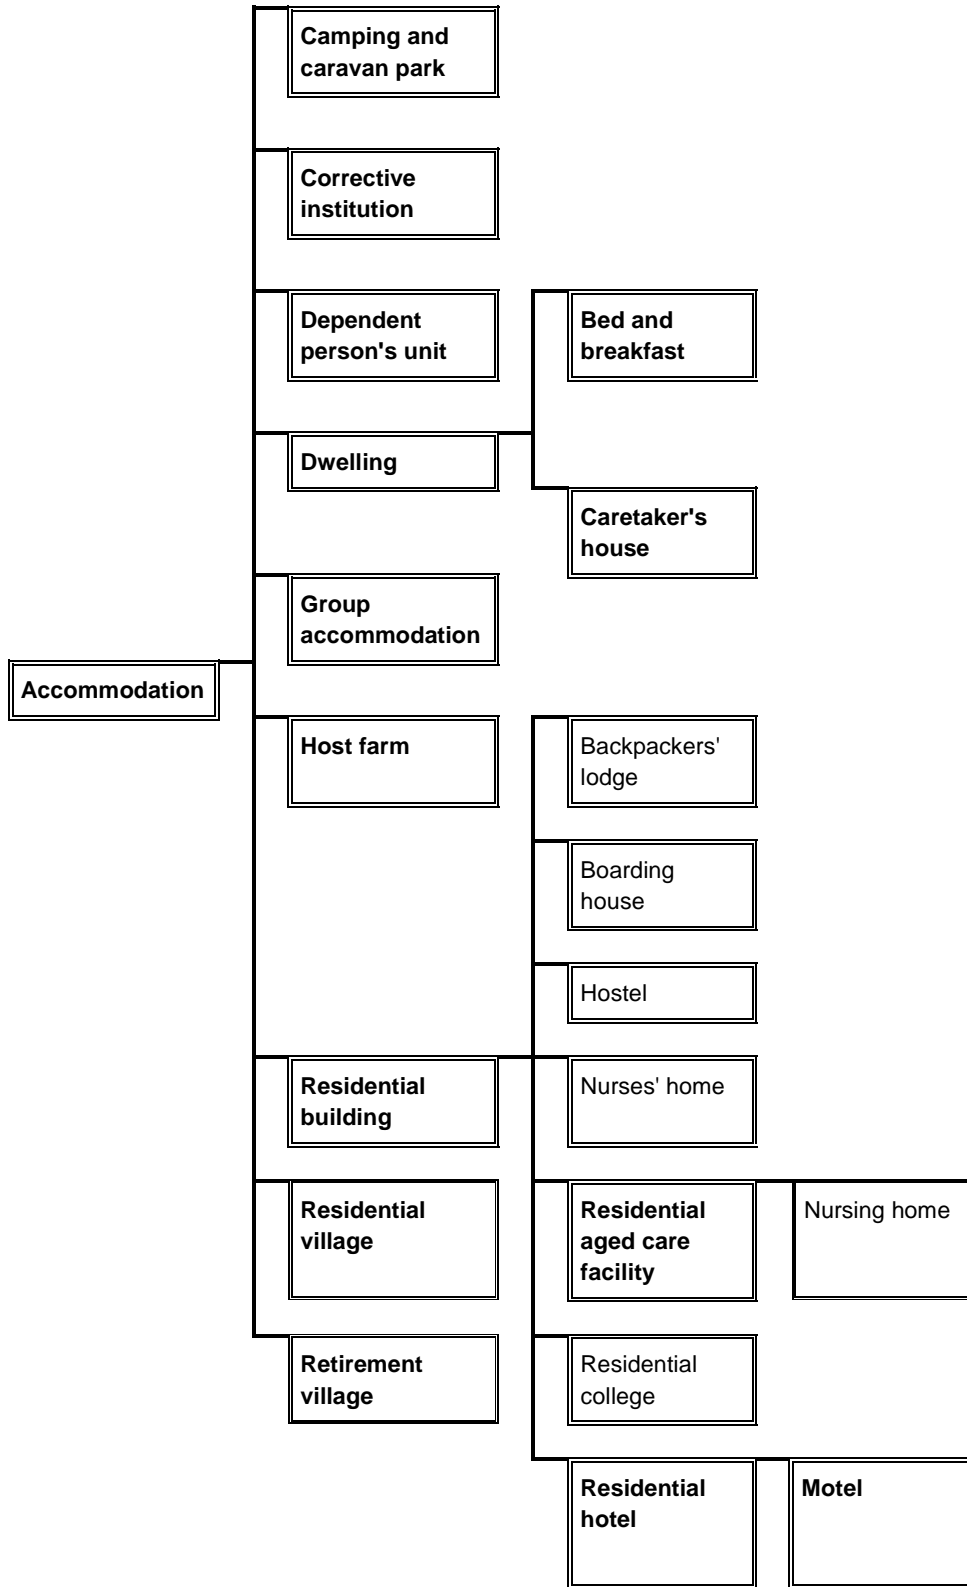 Camping and
caravan park
Corrective
institution
Dependent
person's unit
Bed and
breakfast
Dwelling
Caretaker's
house
Group
accommodation
Accommodation
Host farm
Backpackers'
lodge
Boarding
house
Hostel
Residential
building
Nurses' home
Residential
village
Residential
aged care
facility
Nursing home
Retirement
village
Residential
college
Residential
hotel
Motel